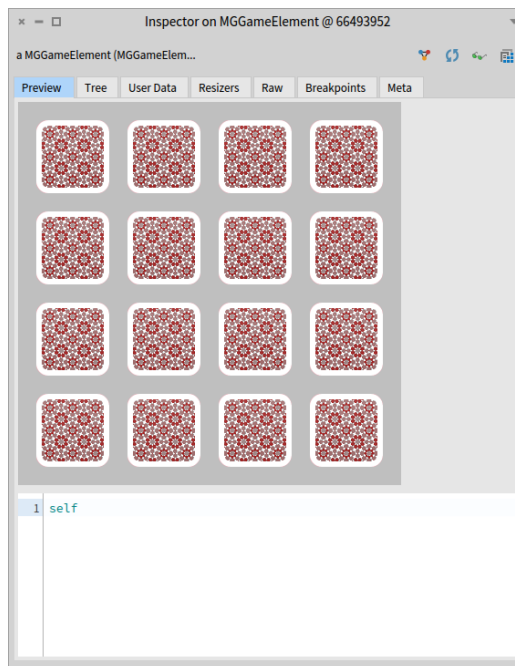 Inspector on MGGameElement @ 66493952
a MGGameElement (MGGameElem...
Preview Tree User Data Resizers Raw Breakpoints Meta
1 self